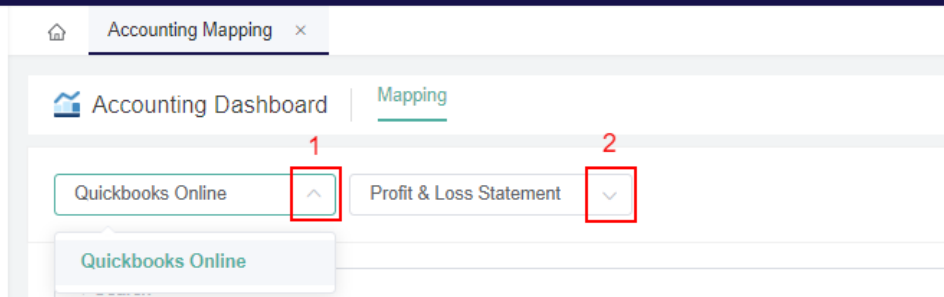 Accounting Mapping ×
Accounting Dashboard Mapping
1 2
Quickbooks Online Profit & Loss Statement
Quickbooks Online